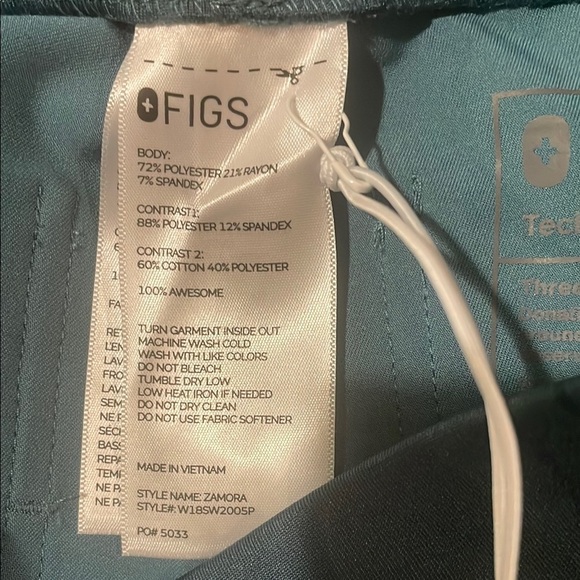 FIGS
BODY:
72% POLYESTER 21% RAYON
7% SPANDEX
CONTRAST 1:
88% POLYESTER 12% SPANDEX
CONTRAST 2:
60% COTTON 40% POLYESTER
100% AWESOME
TURN GARMENT INSIDE OUT
MACHINE WASH COLD
WASH WITH LIKE COLORS
DO NOT BLEACH
TUMBLE DRY LOW
LOW HEAT IRON IF NEEDED
DO NOT DRY CLEAN
DO NOT USE FABRIC SOFTENER
MADE IN VIETNAM
STYLE NAME: ZAMORA
STYLE#: W18SW2005P
PO# 5033